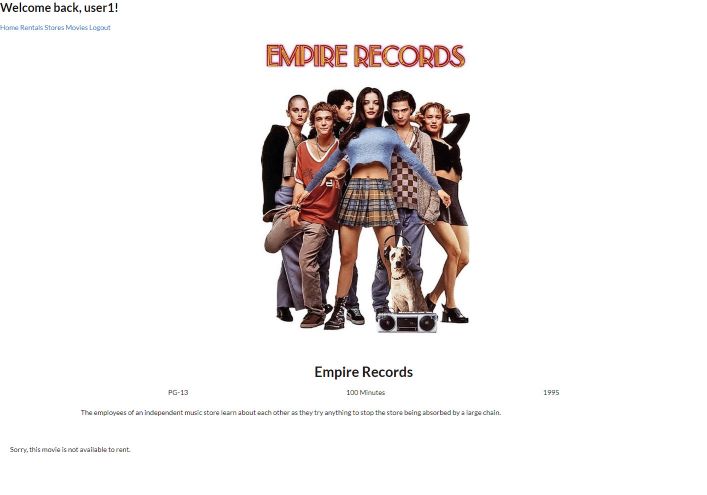 Welcome back, user1!
Home Rentals Stores Movies Logout
EMPIRE RECORDS
Empire Records
PG-13 100 Minutes 1995
The employees of an independent music store learn about each other as they try anything to stop the store being absorbed by a large chain.
Sorry, this movie is not available to rent.